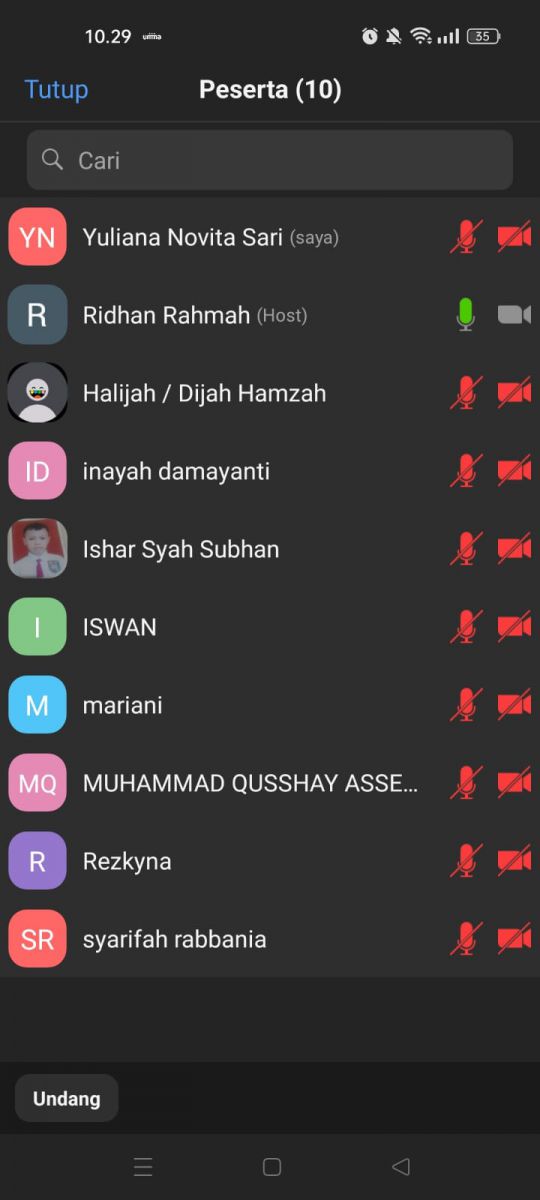 10.29
35
Tutup
Peserta (10)
Cari
YN
Yuliana Novita Sari (saya)
R
Ridhan Rahmah (Host)
Halijah / Dijah Hamzah
ID
inayah damayanti
Ishar Syah Subhan
I
ISWAN
M
mariani
MQ
MUHAMMAD QUSSHAY ASSE...
R
Rezkyna
SR
syarifah rabbania
Undang